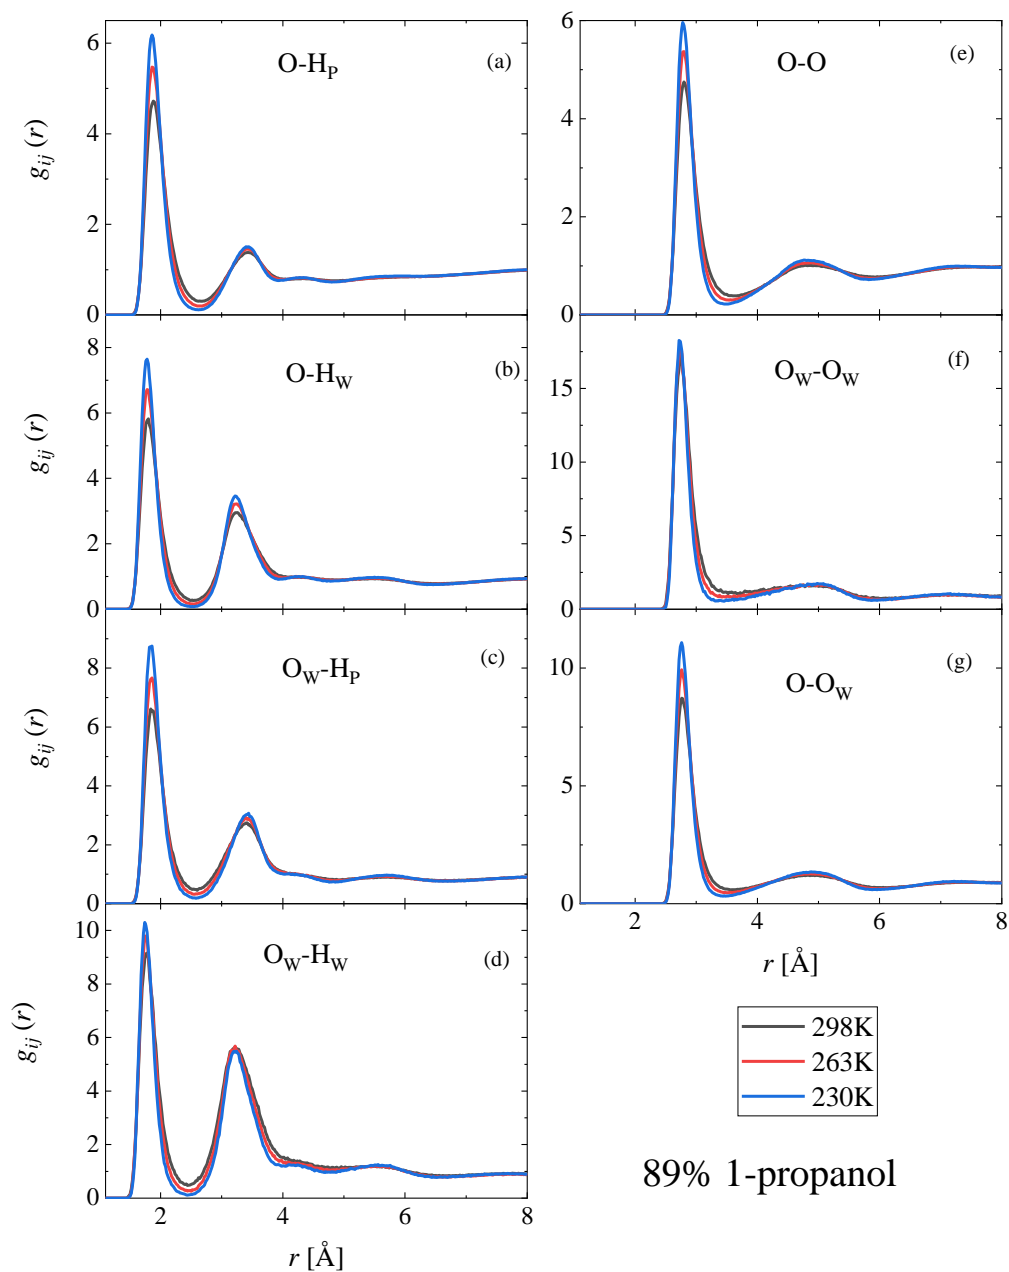 O-H_P
(a)
g_ij (r)
6
4
2
0
O-H_W
(b)
g_ij (r)
8
6
4
2
0
O_W-H_P
(c)
g_ij (r)
8
6
4
2
0
O_W-H_W
(d)
g_ij (r)
10
8
6
4
2
0
2 4 6 8
r [Å]
O-O
(e)
6
4
2
0
O_W-O_W
(f)
15
10
5
0
O-O_W
(g)
10
5
0
2 4 6 8
r [Å]
298K
263K
230K
89% 1-propanol